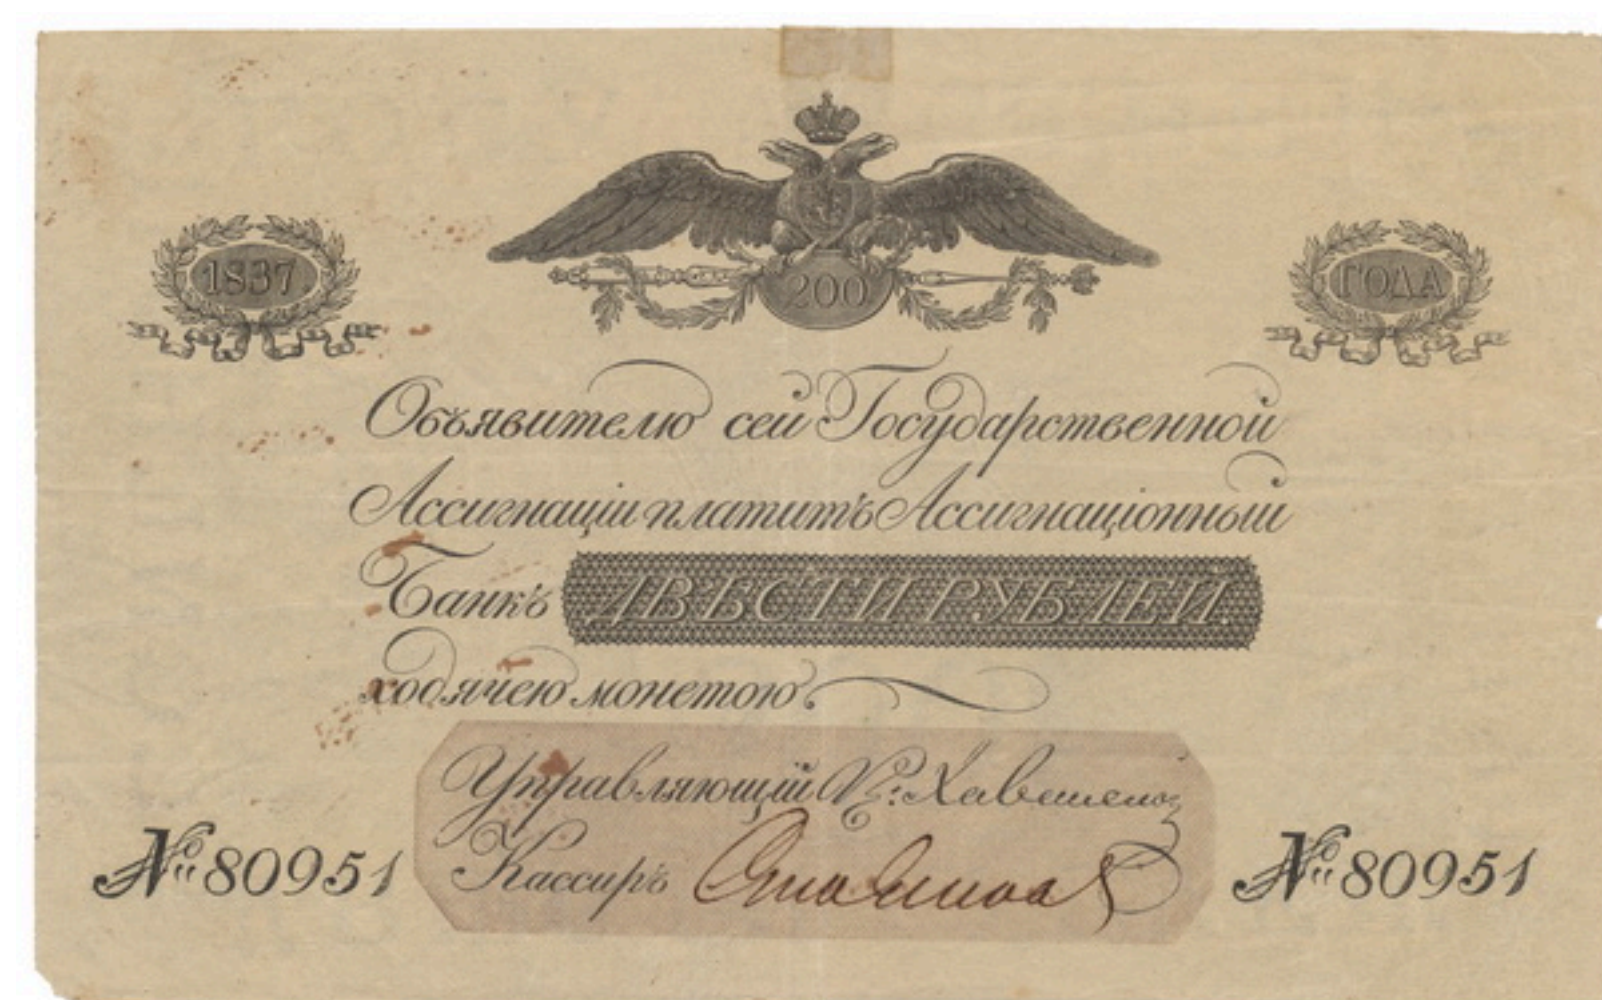 1837
200
ГОДА
Объявителю сей Государственной
Ассигнаціи платитъ Ассигнаціонный
Банкъ ДВѢСТИ РУБЛЕЙ.
ходячею монетою.
Управляющій
№ 80951
Кассиръ
№ 80951